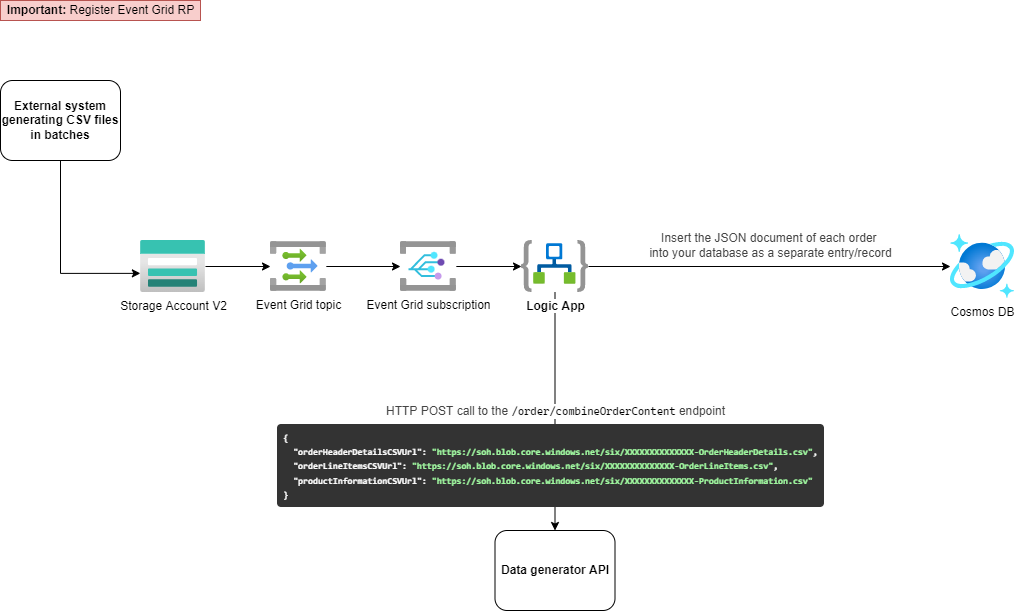 Important: Register Event Grid RP
External system
generating CSV files
in batches
Insert the JSON document of each order
into your database as a separate entry/record
Storage Account V2
Event Grid topic
Event Grid subscription
Logic App
Cosmos DB
HTTP POST call to the /order/combineOrderContent endpoint
{
"orderHeaderDetailsCSVUrl": "https://soh.blob.core.windows.net/six/XXXXXXXXXXXXXX-OrderHeaderDetails.csv",
"orderLineItemsCSVUrl": "https://soh.blob.core.windows.net/six/XXXXXXXXXXXXXX-OrderLineItems.csv",
"productInformationCSVUrl": "https://soh.blob.core.windows.net/six/XXXXXXXXXXXXXX-ProductInformation.csv"
}
Data generator API